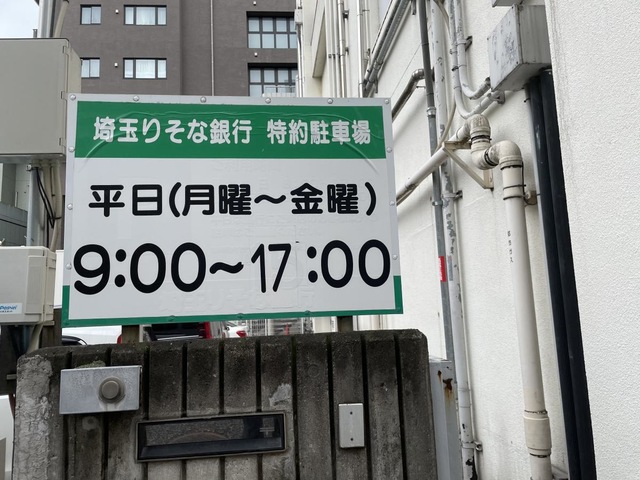 埼玉りそな銀行 特約駐車場
平日(月曜～金曜)
9:00～17:00